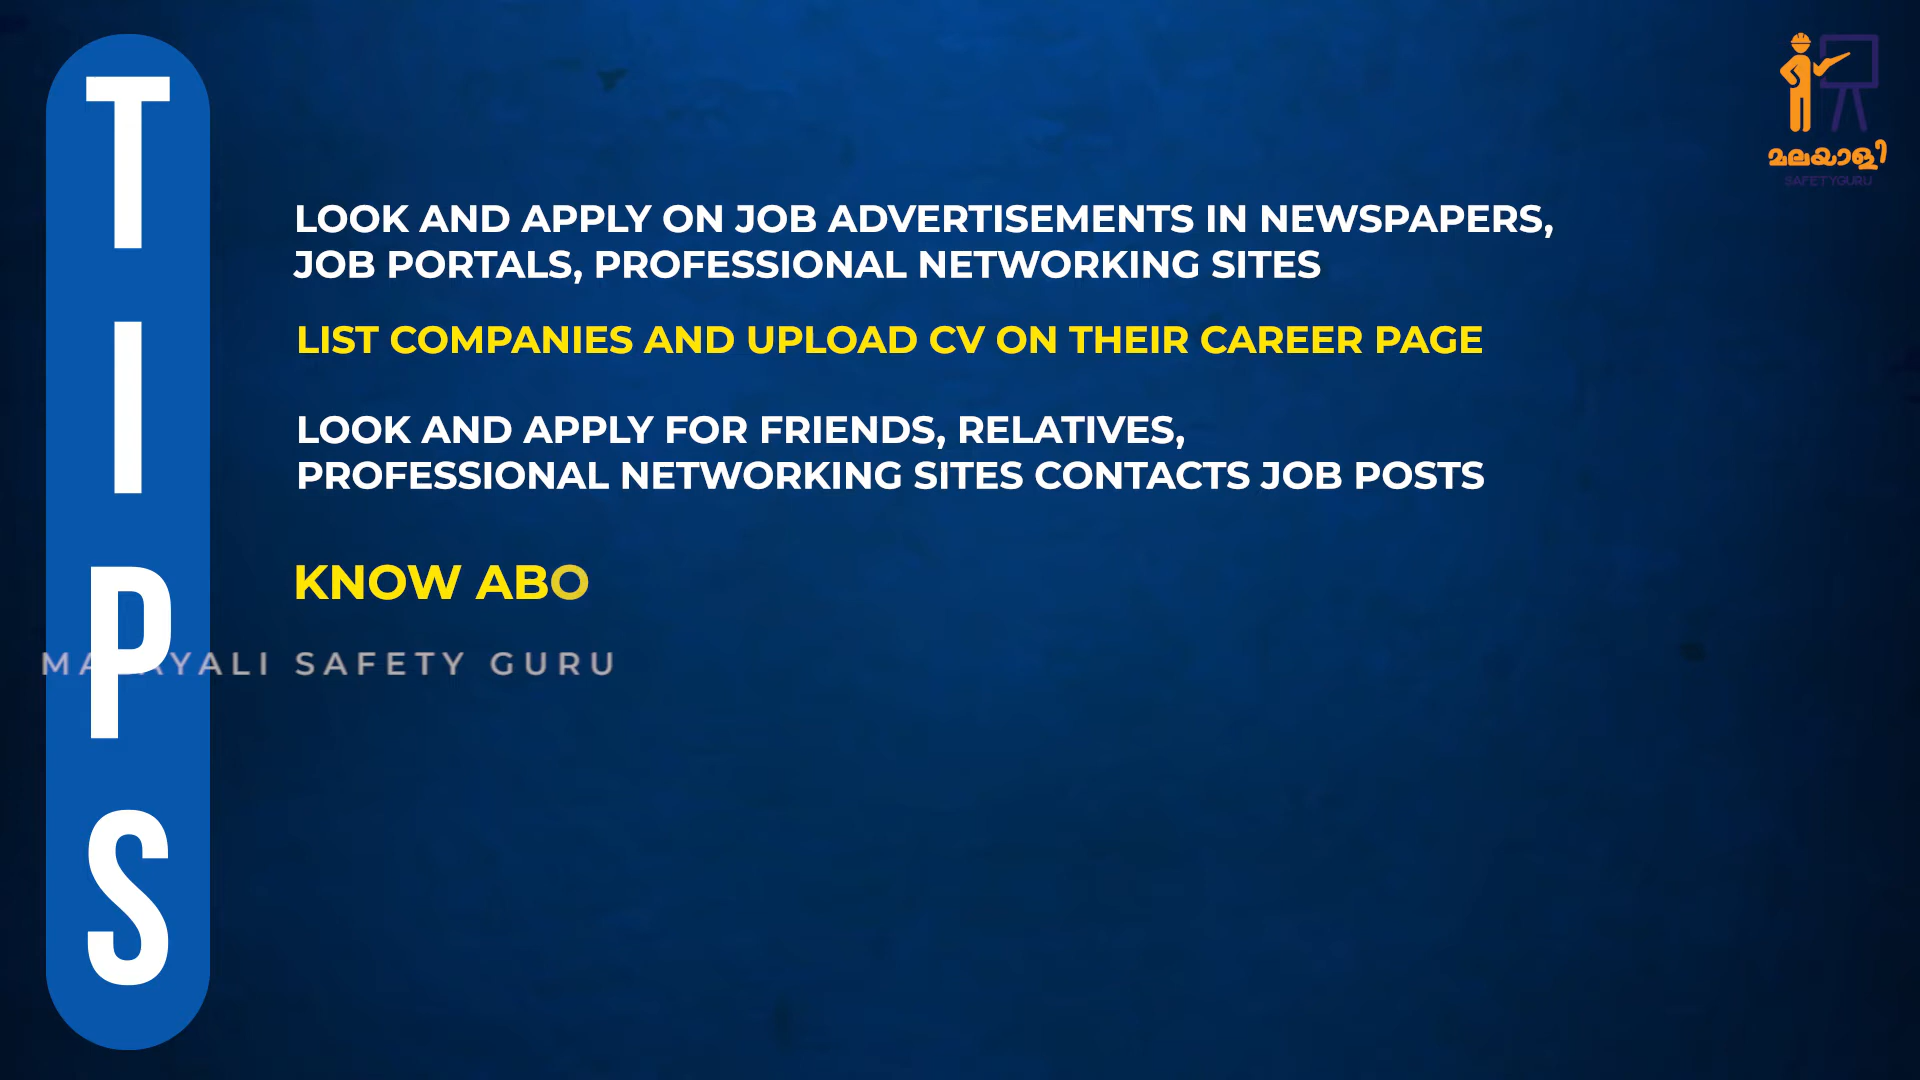 TIPS
മലയാളി
SAFETYGURU
LOOK AND APPLY ON JOB ADVERTISEMENTS IN NEWSPAPERS,
JOB PORTALS, PROFESSIONAL NETWORKING SITES
LIST COMPANIES AND UPLOAD CV ON THEIR CAREER PAGE
LOOK AND APPLY FOR FRIENDS, RELATIVES,
PROFESSIONAL NETWORKING SITES CONTACTS JOB POSTS
KNOW ABO
MALAYALI SAFETY GURU